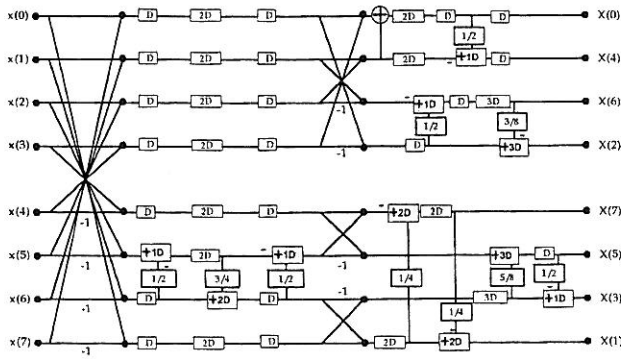 x(0) D 2D D 2D D D X(0)
1/2
x(1) D 2D D 2D - +1D X(4)
x(2) D 2D D -1 - +1D D 3D X(6)
1/2 3/8
x(3) D 2D D -1 D - +3D X(2)
x(4) D 2D D - +2D 2D X(7)
-1
x(5) +1D 2D - +1D -1 +3D D X(5)
-1 - 1/2 3/4 1/2 1/4 5/8 1/2
x(6) D +2D D -1 3D - +1D X(3)
-1 1/4
x(7) D 2D D 2D - +2D X(1)
-1